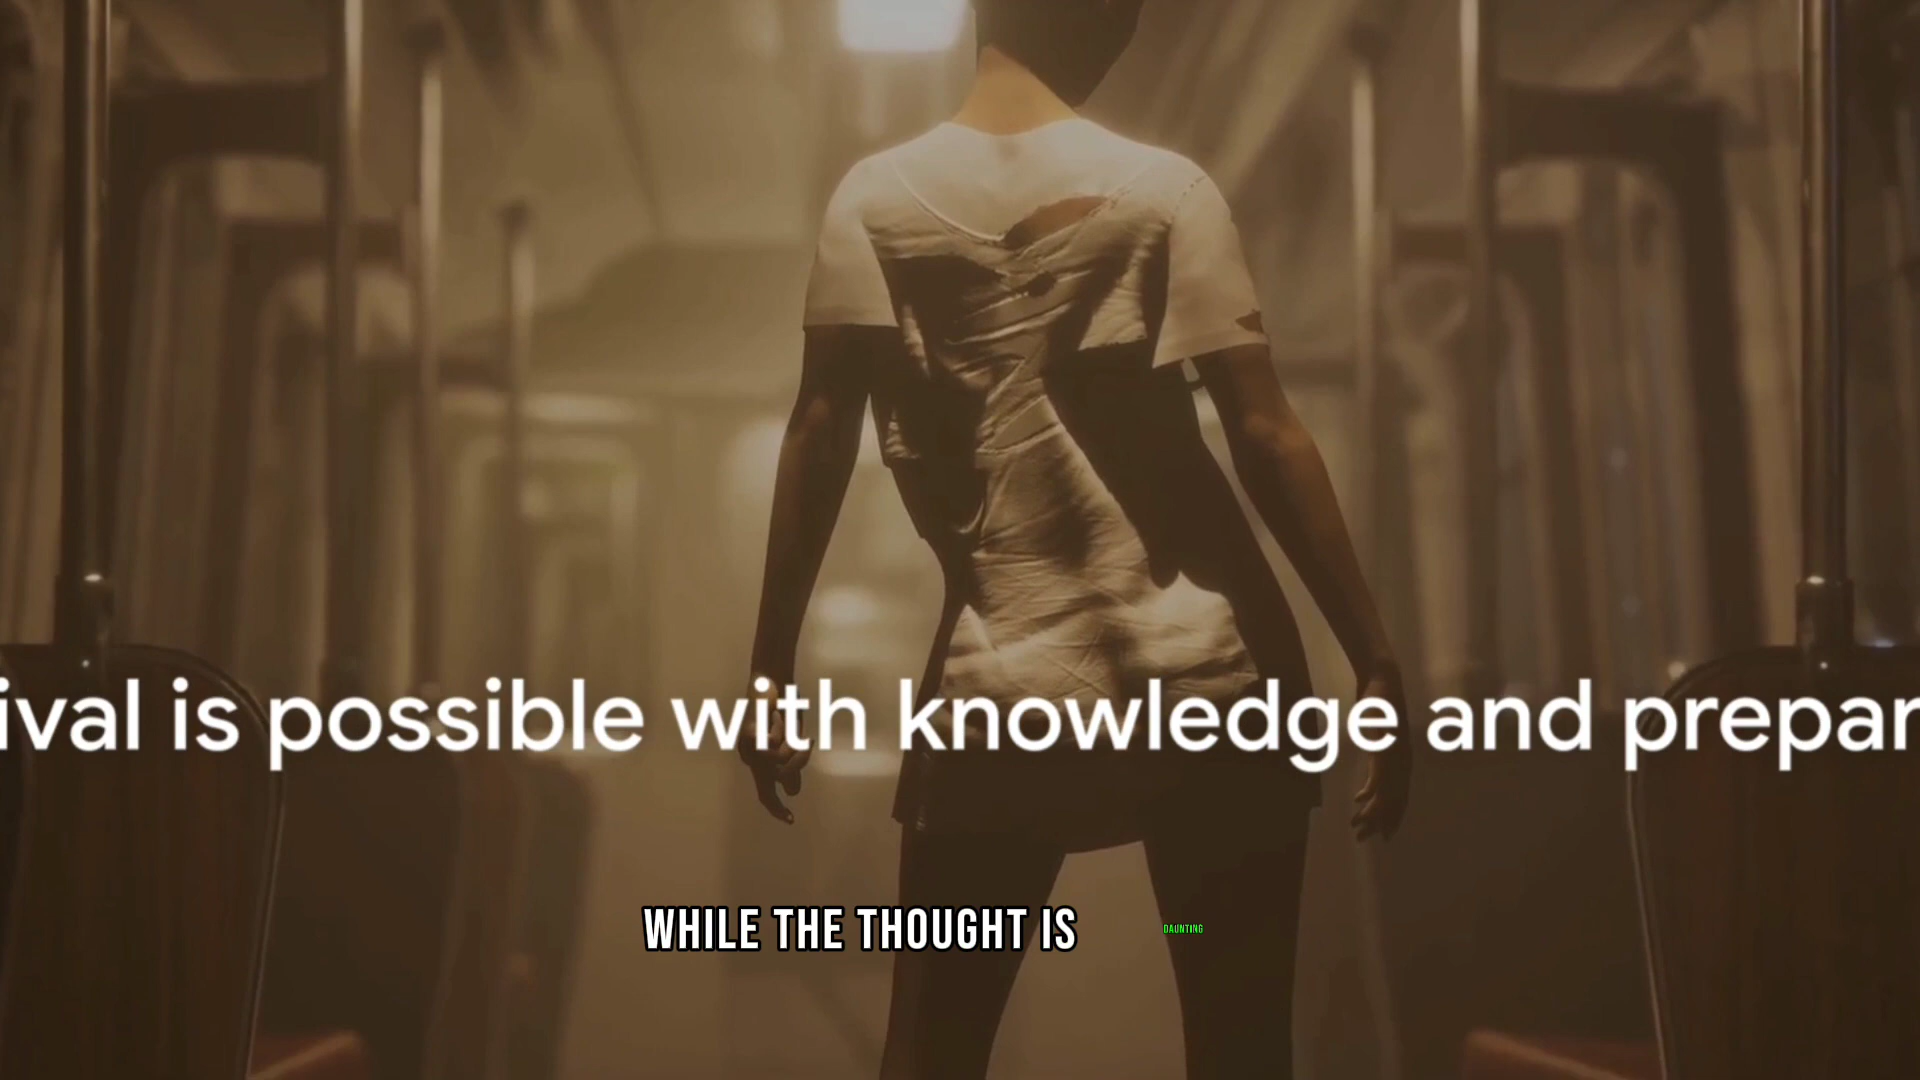 ival is possible with knowledge and prepar
WHILE THE THOUGHT IS DAUNTING